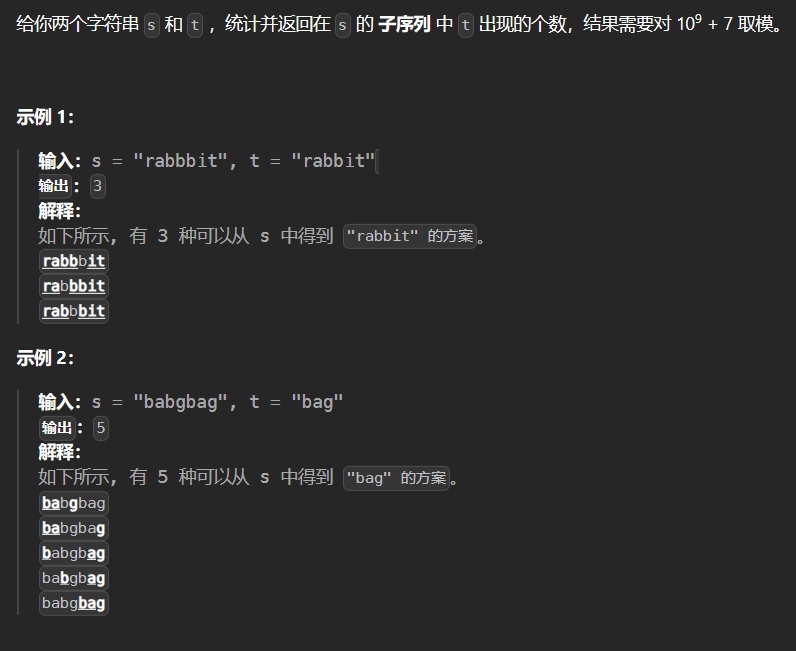 给你两个字符串 s 和 t ，统计并返回在 s 的 子序列 中 t 出现的个数，结果需要对 10⁹ + 7 取模。
示例 1：
输入：s = "rabbbit", t = "rabbit"
输出：3
解释：
如下所示, 有 3 种可以从 s 中得到 "rabbit" 的方案。
rabbbit
rabbbit
rabbbit
示例 2：
输入：s = "babgbag", t = "bag"
输出：5
解释：
如下所示, 有 5 种可以从 s 中得到 "bag" 的方案。
babgbag
babgbag
babgbag
babgbag
babgbag